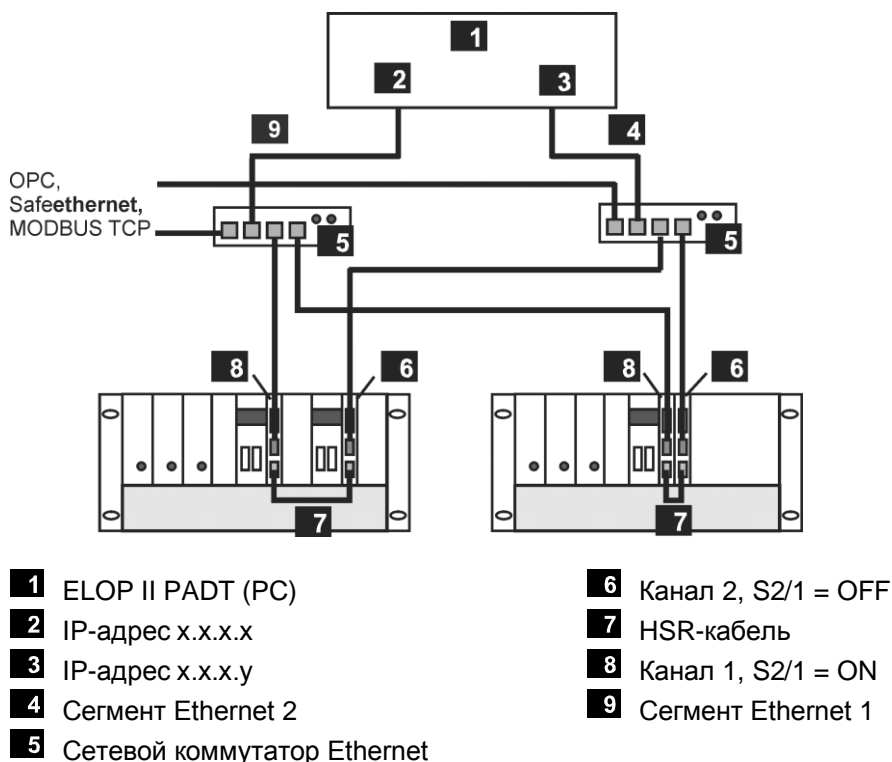 1
2
3
9
4
OPC,
Safeethernet,
MODBUS TCP
5
5
8
6
8
6
7
7
1 ELOP II PADT (PC)
2 IP-адрес x.x.x.x
3 IP-адрес x.x.x.y
4 Сегмент Ethernet 2
5 Сетевой коммутатор Ethernet
6 Канал 2, S2/1 = OFF
7 HSR-кабель
8 Канал 1, S2/1 = ON
9 Сегмент Ethernet 1